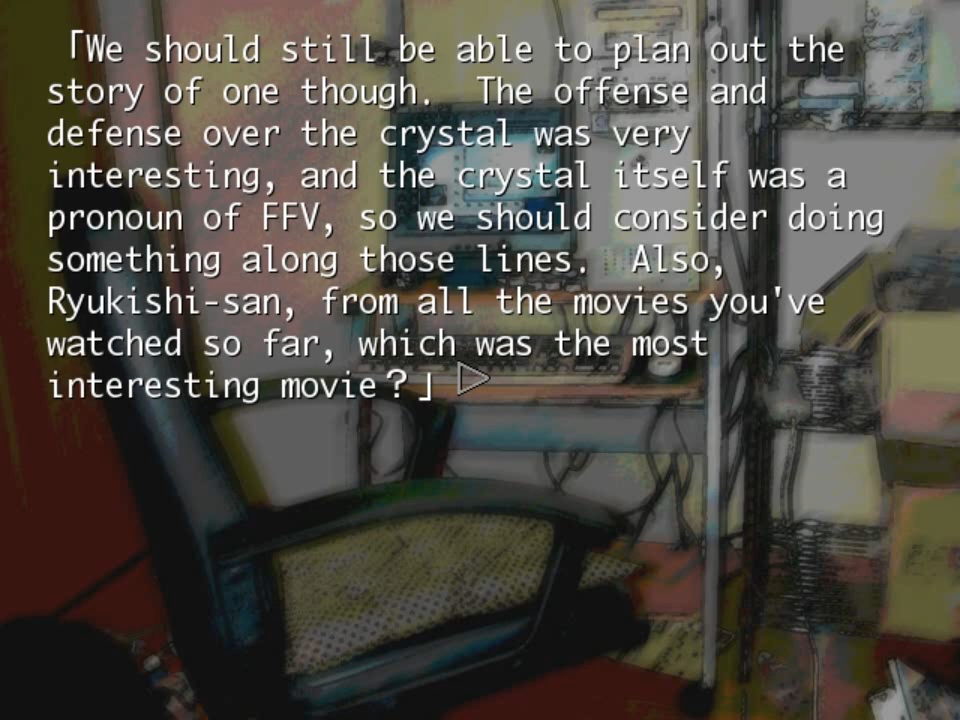 「We should still be able to plan out the
story of one though.  The offense and
defense over the crystal was very
interesting, and the crystal itself was a
pronoun of FFV, so we should consider doing
something along those lines.  Also,
Ryukishi-san, from all the movies you've
watched so far, which was the most
interesting movie？」